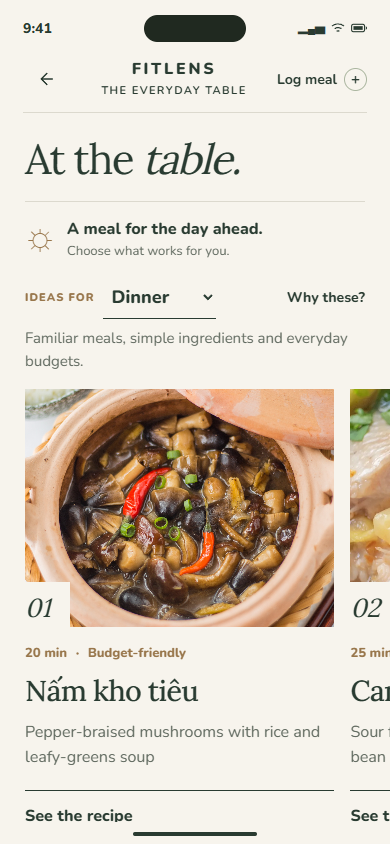 9:41
FITLENS
THE EVERYDAY TABLE
Log meal +
At the table.
A meal for the day ahead.
Choose what works for you.
IDEAS FOR Dinner Why these?
Familiar meals, simple ingredients and everyday
budgets.
01
02
20 min · Budget-friendly
25 min
Nấm kho tiêu
Pepper-braised mushrooms with rice and
leafy-greens soup
Sour
bean
See the recipe
See